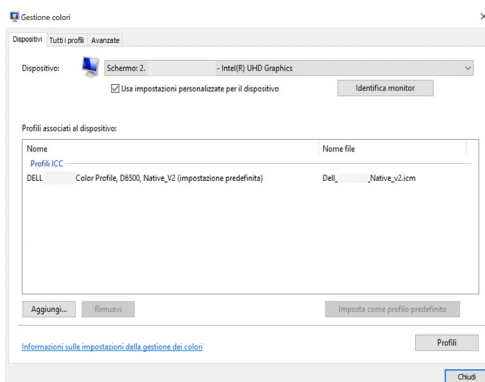 Gestione colori
Dispositivi Tutti i profili Avanzate
Dispositivo: Schermo: 2. - Intel(R) UHD Graphics
Usa impostazioni personalizzate per il dispositivo Identifica monitor
Profili associati al dispositivo:
Nome Nome file
Profili ICC
DELL Color Profile, D6500, Native_V2 (impostazione predefinita) Dell_ _Native_v2.icm
Aggiungi... Rimuovi Imposta come profilo predefinito
Informazioni sulle impostazioni della gestione dei colori Profili
Chiudi